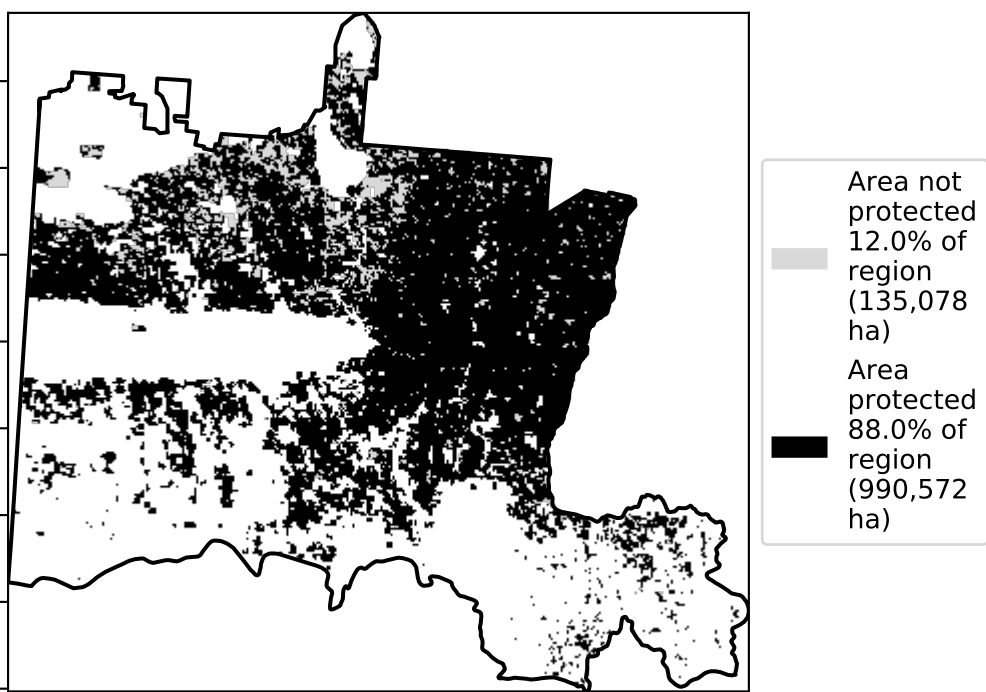 Area not
protected
12.0% of
region
(135,078
ha)
Area
protected
88.0% of
region
(990,572
ha)